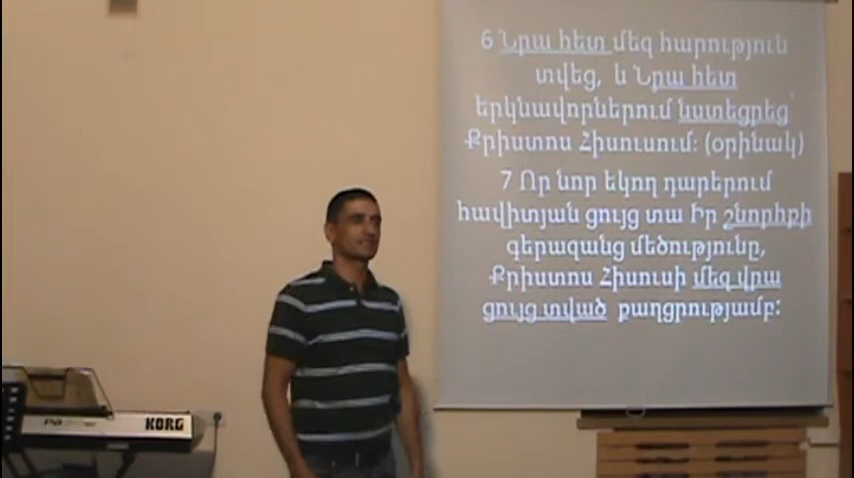 6 Նրա հետ մեզ հարություն
տվեց, և Նրա հետ
երկնավորներում նստեցրեց
Քրիստոս Հիսուսում: (օրինակ)
7 Որ նոր եկող դարերում
հավիտյան ցույց տա Իր շնորհքի
գերազանց մեծությունը,
Քրիստոս Հիսուսի մեզ վրա
ցույց տված քաղցրությամբ:
KORG